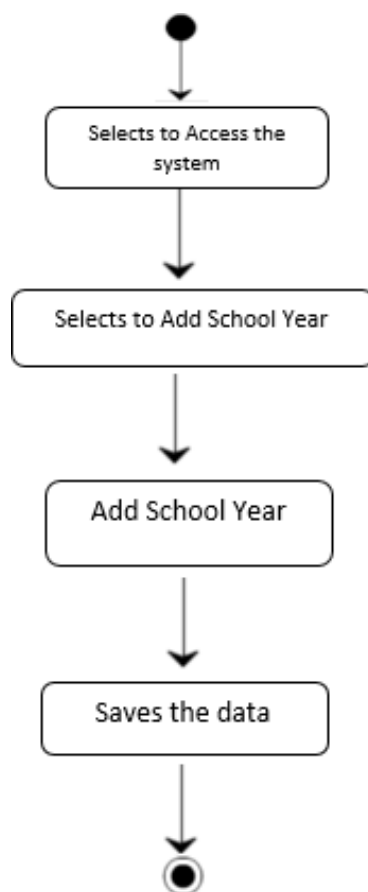 Selects to Access the
system
Selects to Add School Year
Add School Year
Saves the data